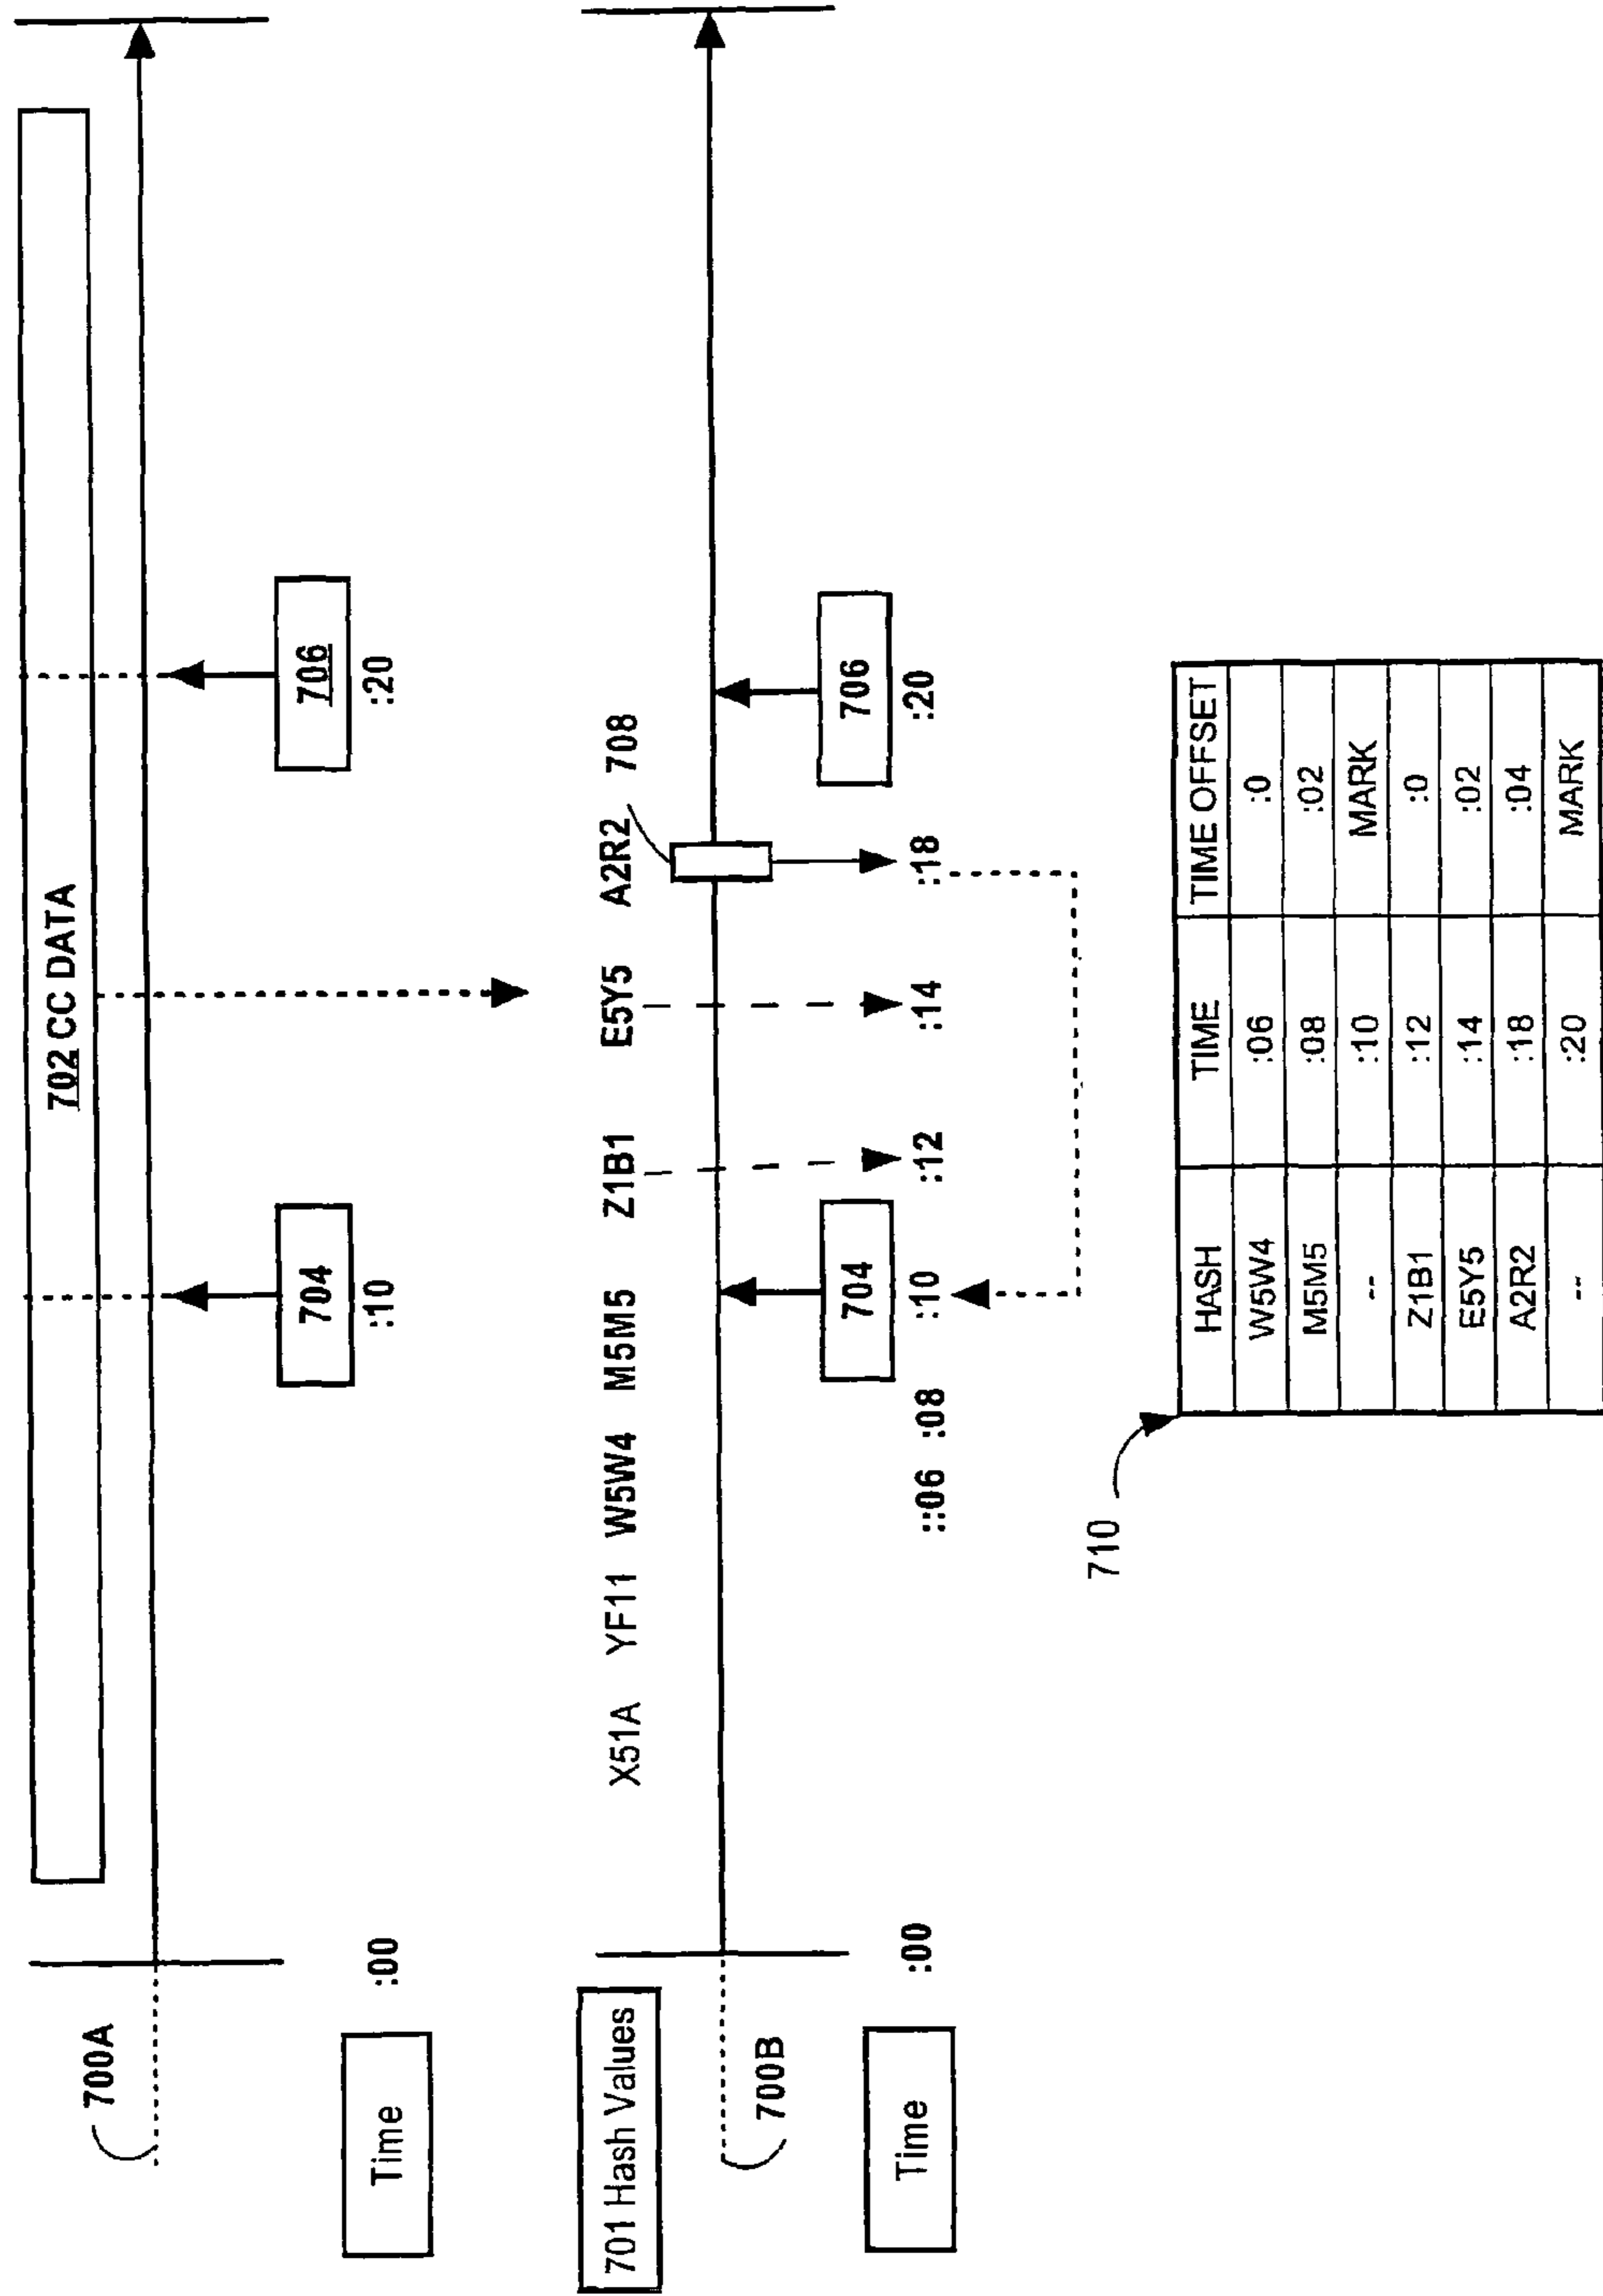 702 CC DATA
700A
704
706
Time
:00
:10
:20
701 Hash Values
X51A YF11 W5W4 M5M5 Z1B1 E5Y5 A2R2 708
700B
704
706
Time
:00
::06 :08 :10 :12 :14 :18 :20
710
HASH TIME TIME OFFSET
W5W4 :06 :0
M5M5 :08 :02
-- :10 MARK
Z1B1 :12 :0
E5Y5 :14 :02
A2R2 :18 :04
-- :20 MARK